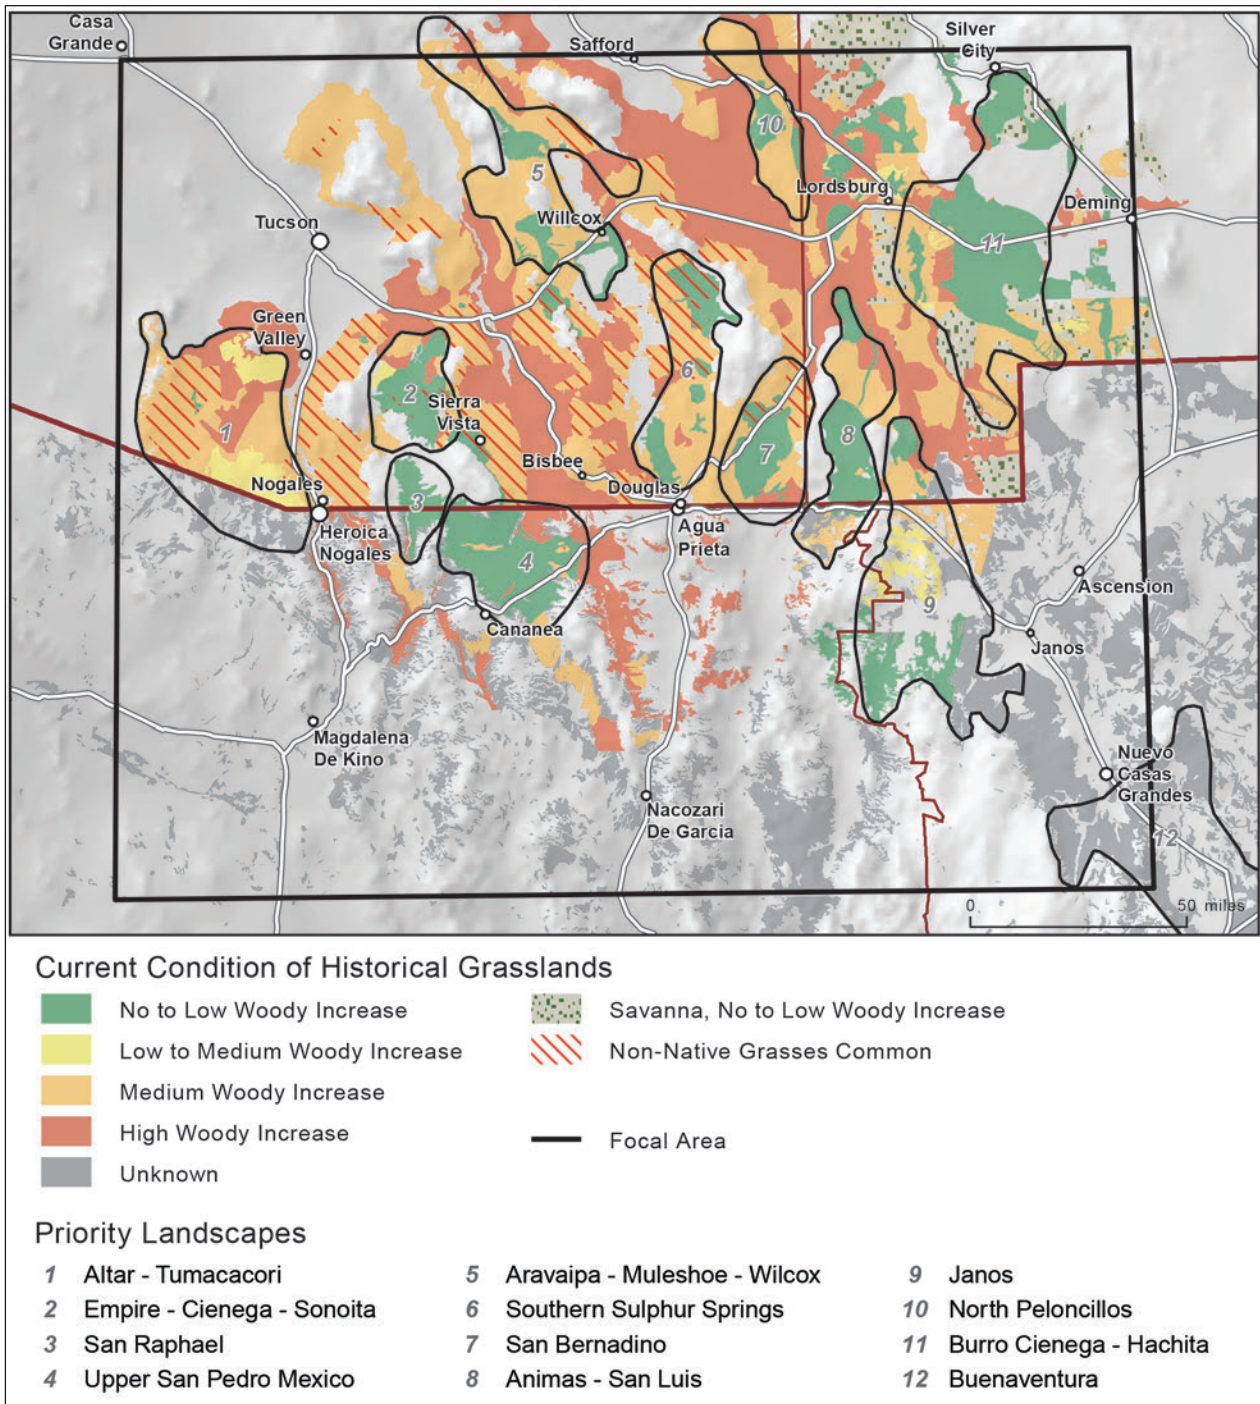 Casa
Grande
Safford
Silver
City
10
5
Lordsburg
Willcox
Deming
Tucson
11
Green
Valley
6
2
Sierra
Vista
1
8
7
Bisbee
Nogales
Douglas
3
Heroica
Nogales
Agua
Prieta
4
Ascension
9
Cananea
Janos
Magdalena
De Kino
Nuevo
Casas
Grandes
Nacozari
De Garcia
12
0 50 miles
Current Condition of Historical Grasslands
No to Low Woody Increase
Savanna, No to Low Woody Increase
Low to Medium Woody Increase
Non-Native Grasses Common
Medium Woody Increase
High Woody Increase
Focal Area
Unknown
Priority Landscapes
1 Altar - Tumacacori
5 Aravaipa - Muleshoe - Wilcox
9 Janos
2 Empire - Cienega - Sonoita
6 Southern Sulphur Springs
10 North Peloncillos
3 San Raphael
7 San Bernadino
11 Burro Cienega - Hachita
4 Upper San Pedro Mexico
8 Animas - San Luis
12 Buenaventura